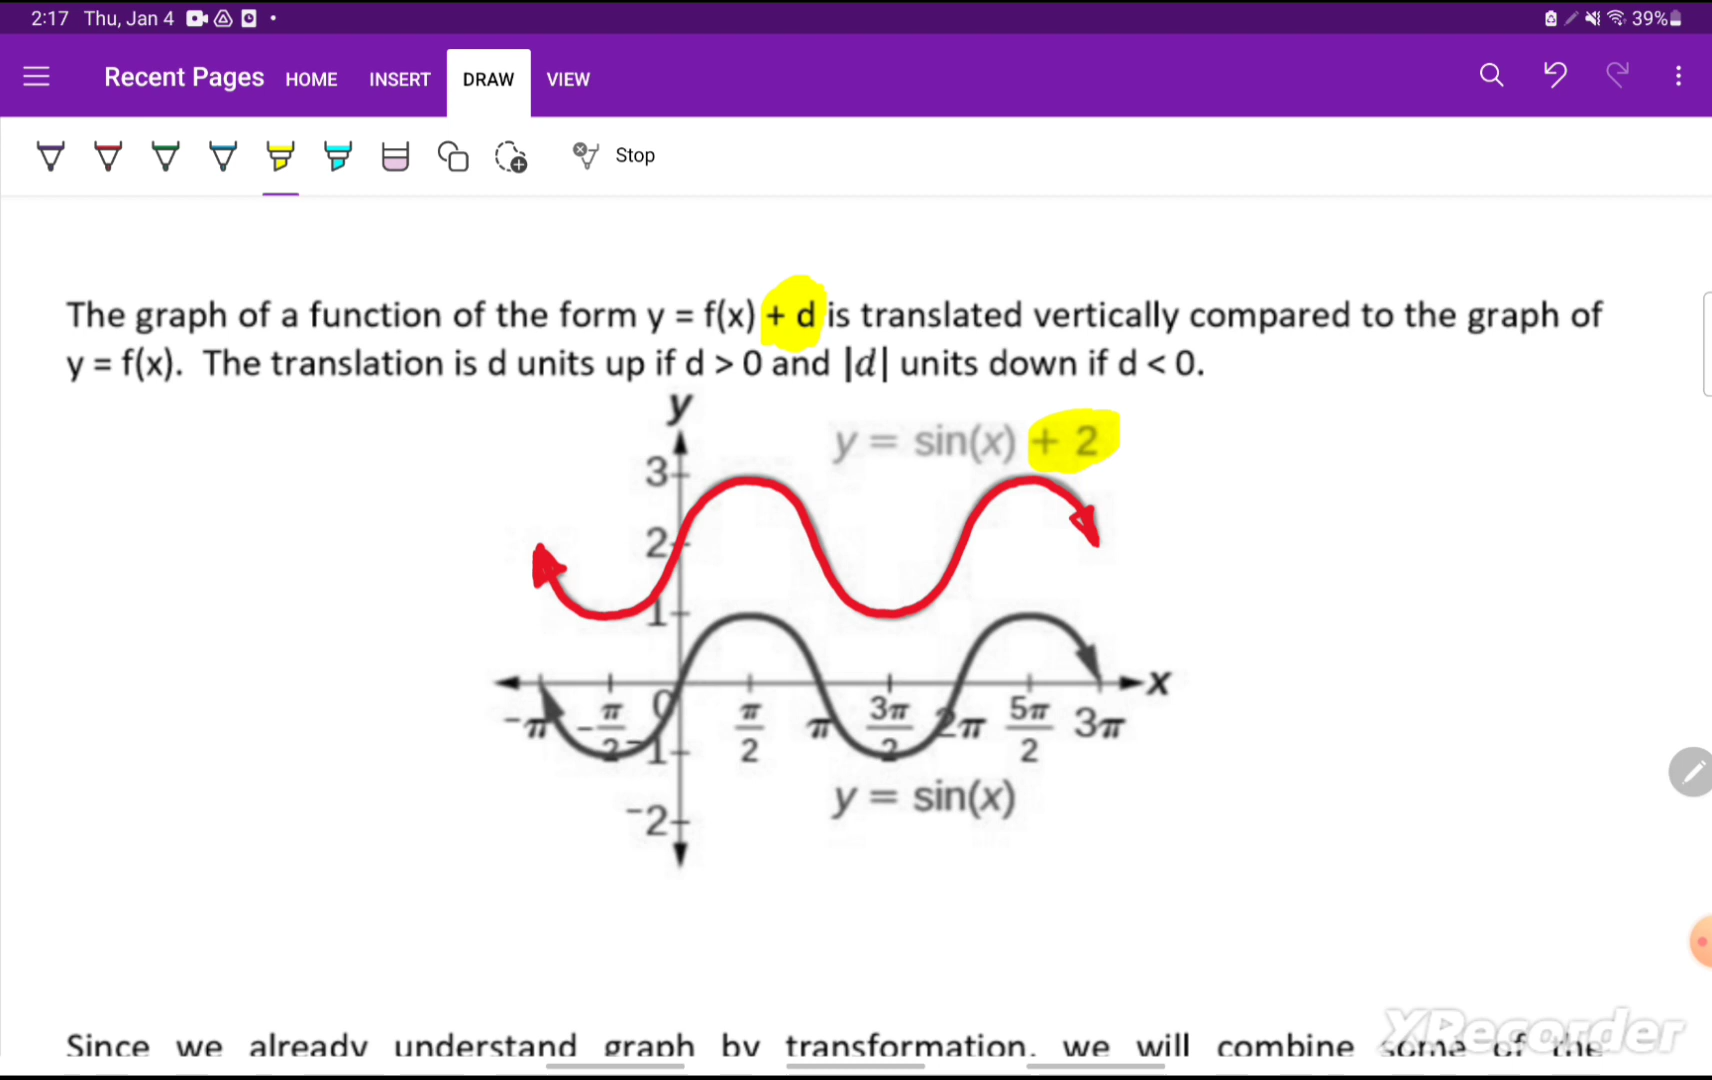 2:17 Thu, Jan 4 39%
Recent Pages HOME INSERT DRAW VIEW
Stop
The graph of a function of the form y = f(x) + d is translated vertically compared to the graph of
y = f(x). The translation is d units up if d > 0 and |d| units down if d < 0.
y
y = sin(x) + 2
3
2
1
x
0
-π -π/2 π/2 π 3π/2 2π 5π/2 3π
-1
y = sin(x)
-2
XRecorder
Since we already understand graph by transformation, we will combine some of the